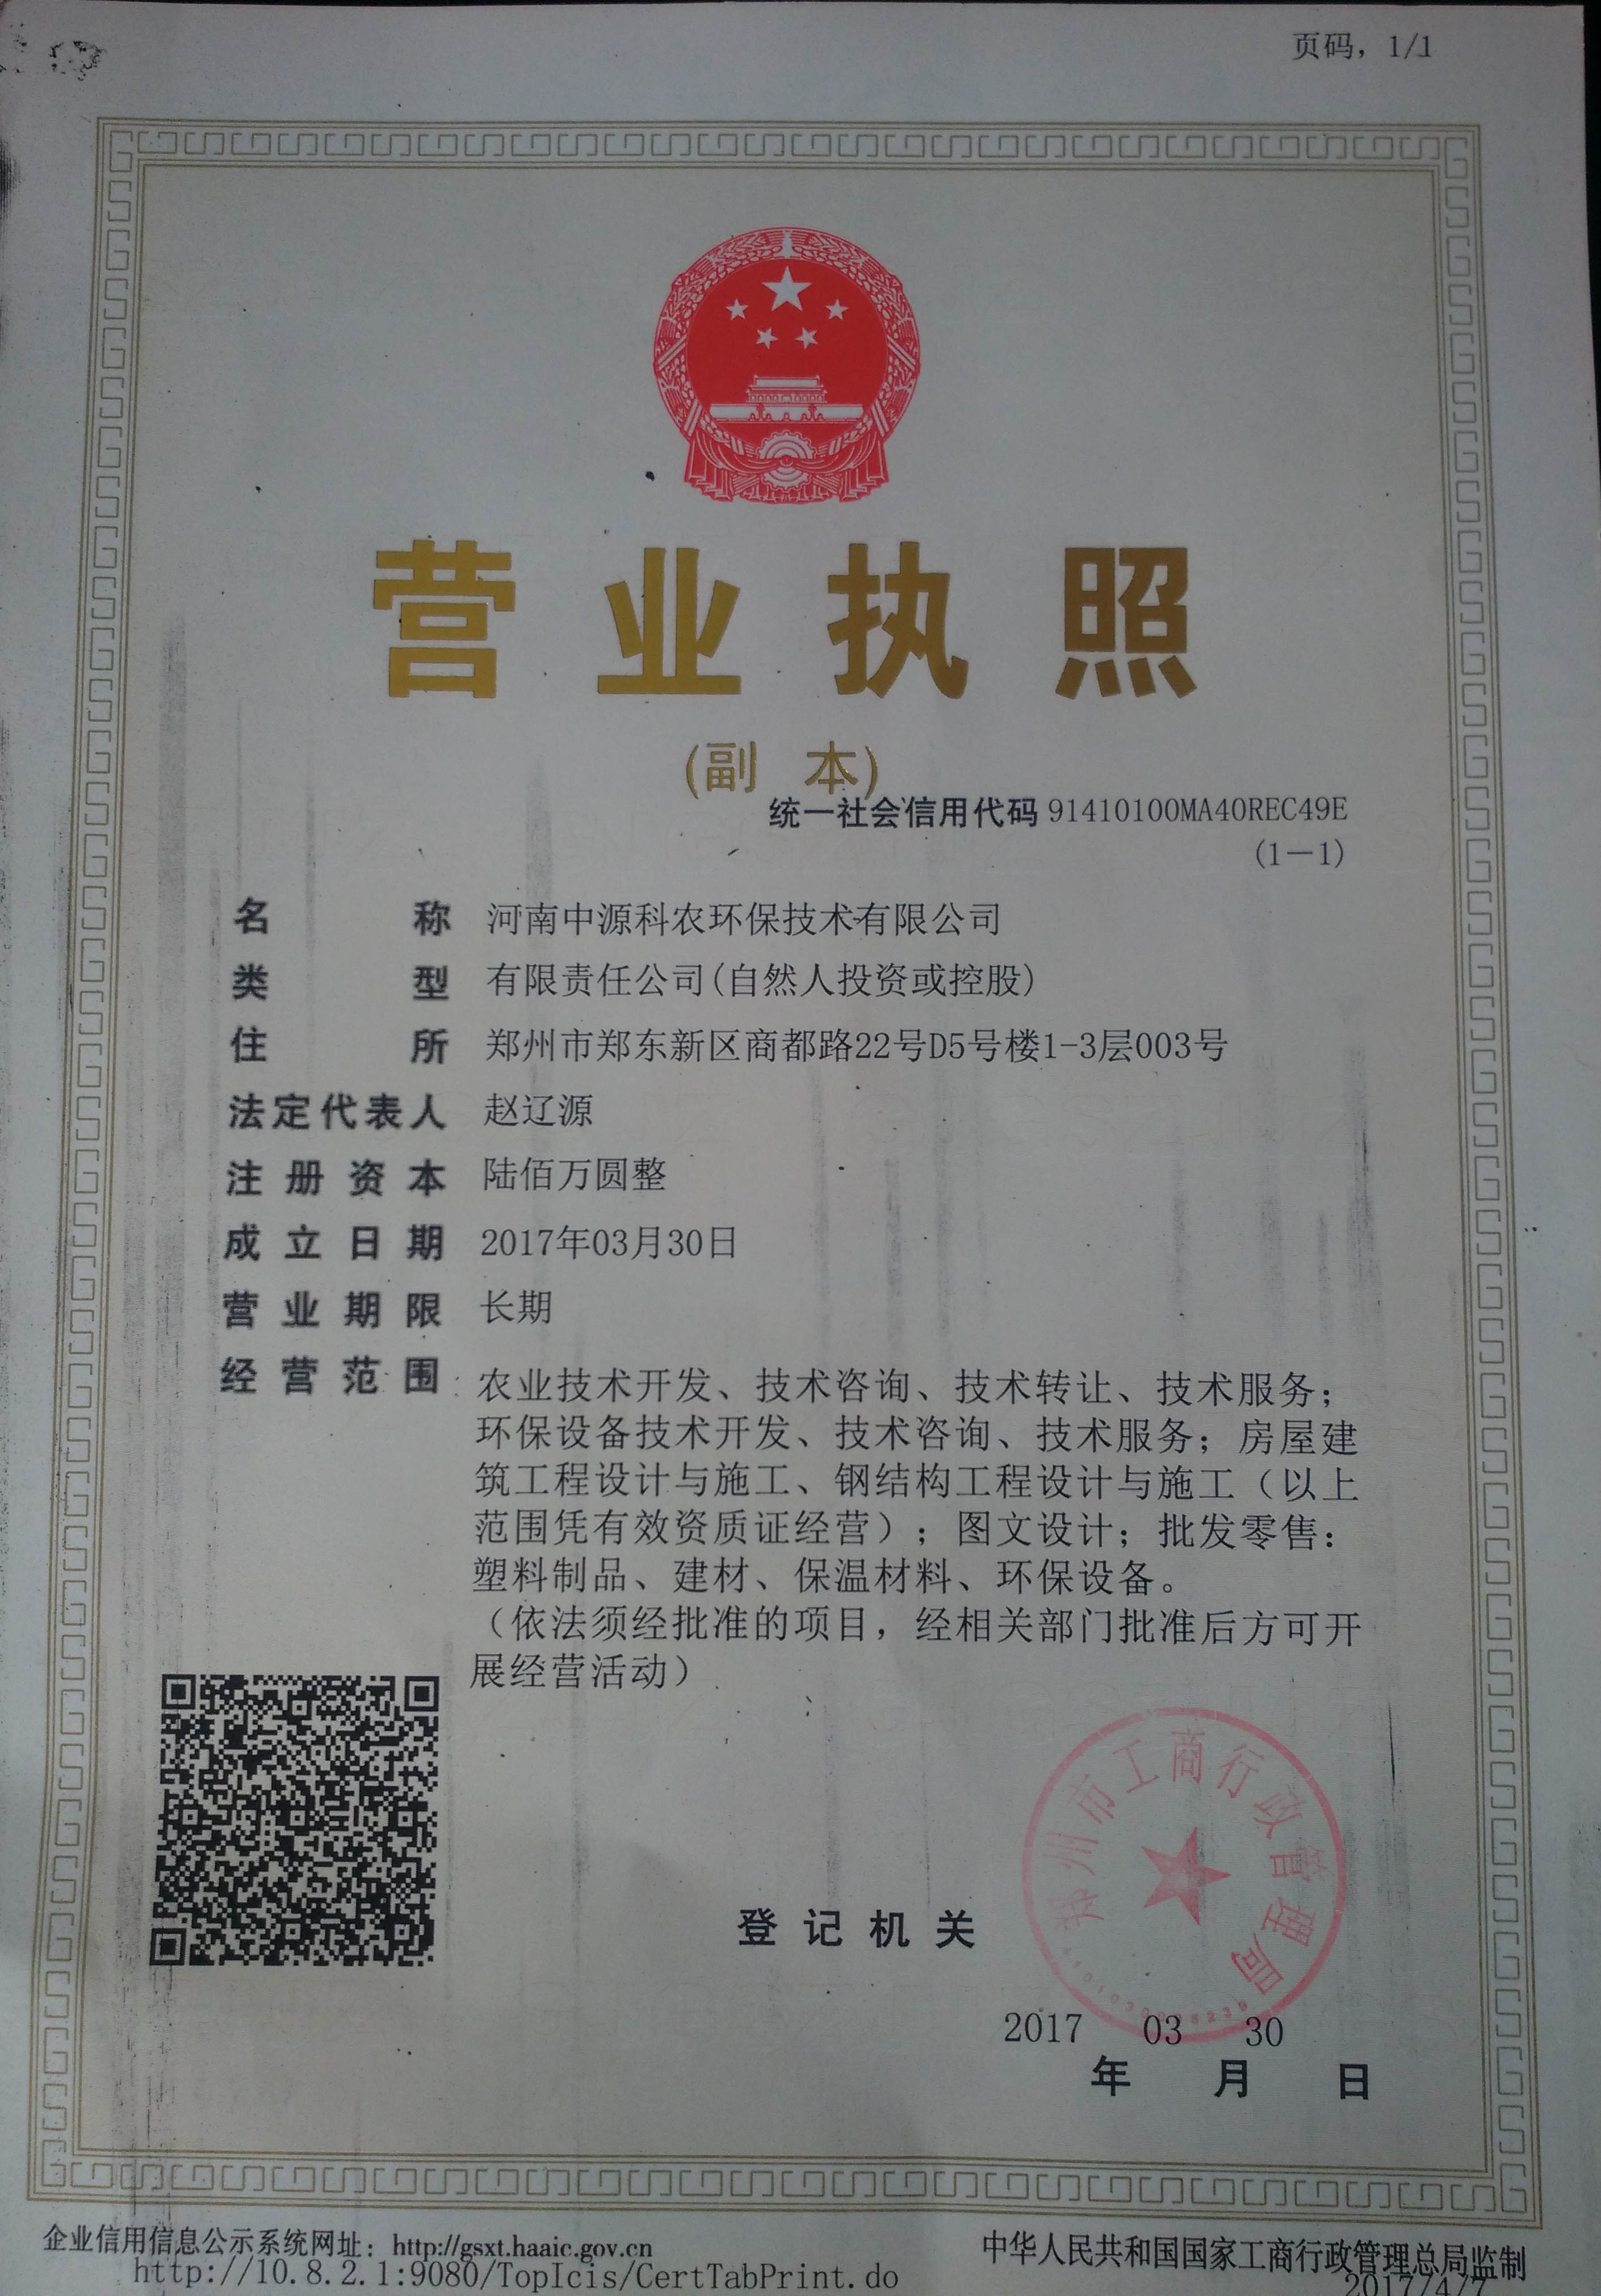 页码，1/1
营业执照
(副 本)
统一社会信用代码 91410100MA40REC49E
(1-1)
名 称 河南中源科农环保技术有限公司
类 型 有限责任公司(自然人投资或控股)
住 所 郑州市郑东新区商都路22号D5号楼1-3层003号
法定代表人 赵辽源
注册资本 陆佰万圆整
成立日期 2017年03月30日
营业期限 长期
经营范围 农业技术开发、技术咨询、技术转让、技术服务；
环保设备技术开发、技术咨询、技术服务；房屋建
筑工程设计与施工、钢结构工程设计与施工（以上
范围凭有效资质证经营）；图文设计；批发零售：
塑料制品、建材、保温材料、环保设备。
（依法须经批准的项目，经相关部门批准后方可开
展经营活动）
郑州市工商行政管理局
登记机关
2017 03 30
年 月 日
企业信用信息公示系统网址：http://gsxt.haaic.gov.cn
中华人民共和国国家工商行政管理总局监制
http://10.8.2.1:9080/TopIcis/CertTabPrint.do
2017/4/7